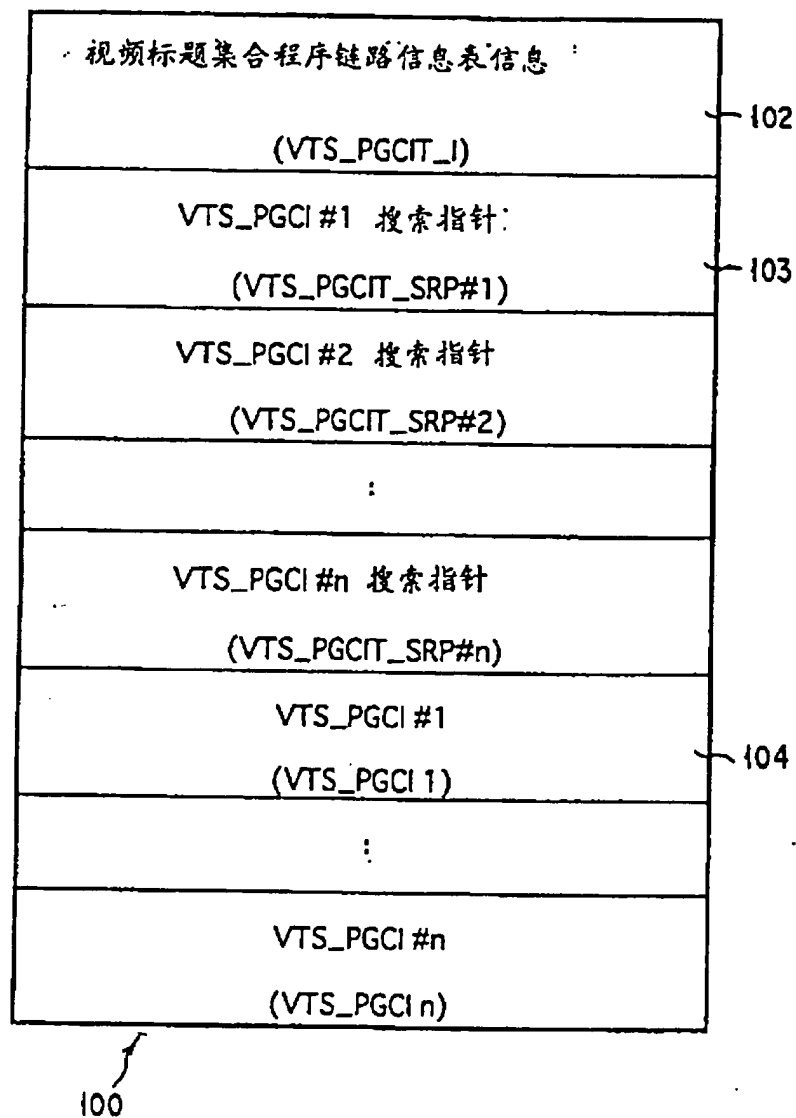 视频标题集合程序链路信息表信息
(VTS_PGCIT_I)
102
VTS_PGCI #1 搜索指针
(VTS_PGCIT_SRP#1)
103
VTS_PGCI #2 搜索指针
(VTS_PGCIT_SRP#2)
:
VTS_PGCI #n 搜索指针
(VTS_PGCIT_SRP#n)
VTS_PGCI #1
(VTS_PGCI 1)
104
:
VTS_PGCI #n
(VTS_PGCI n)
100